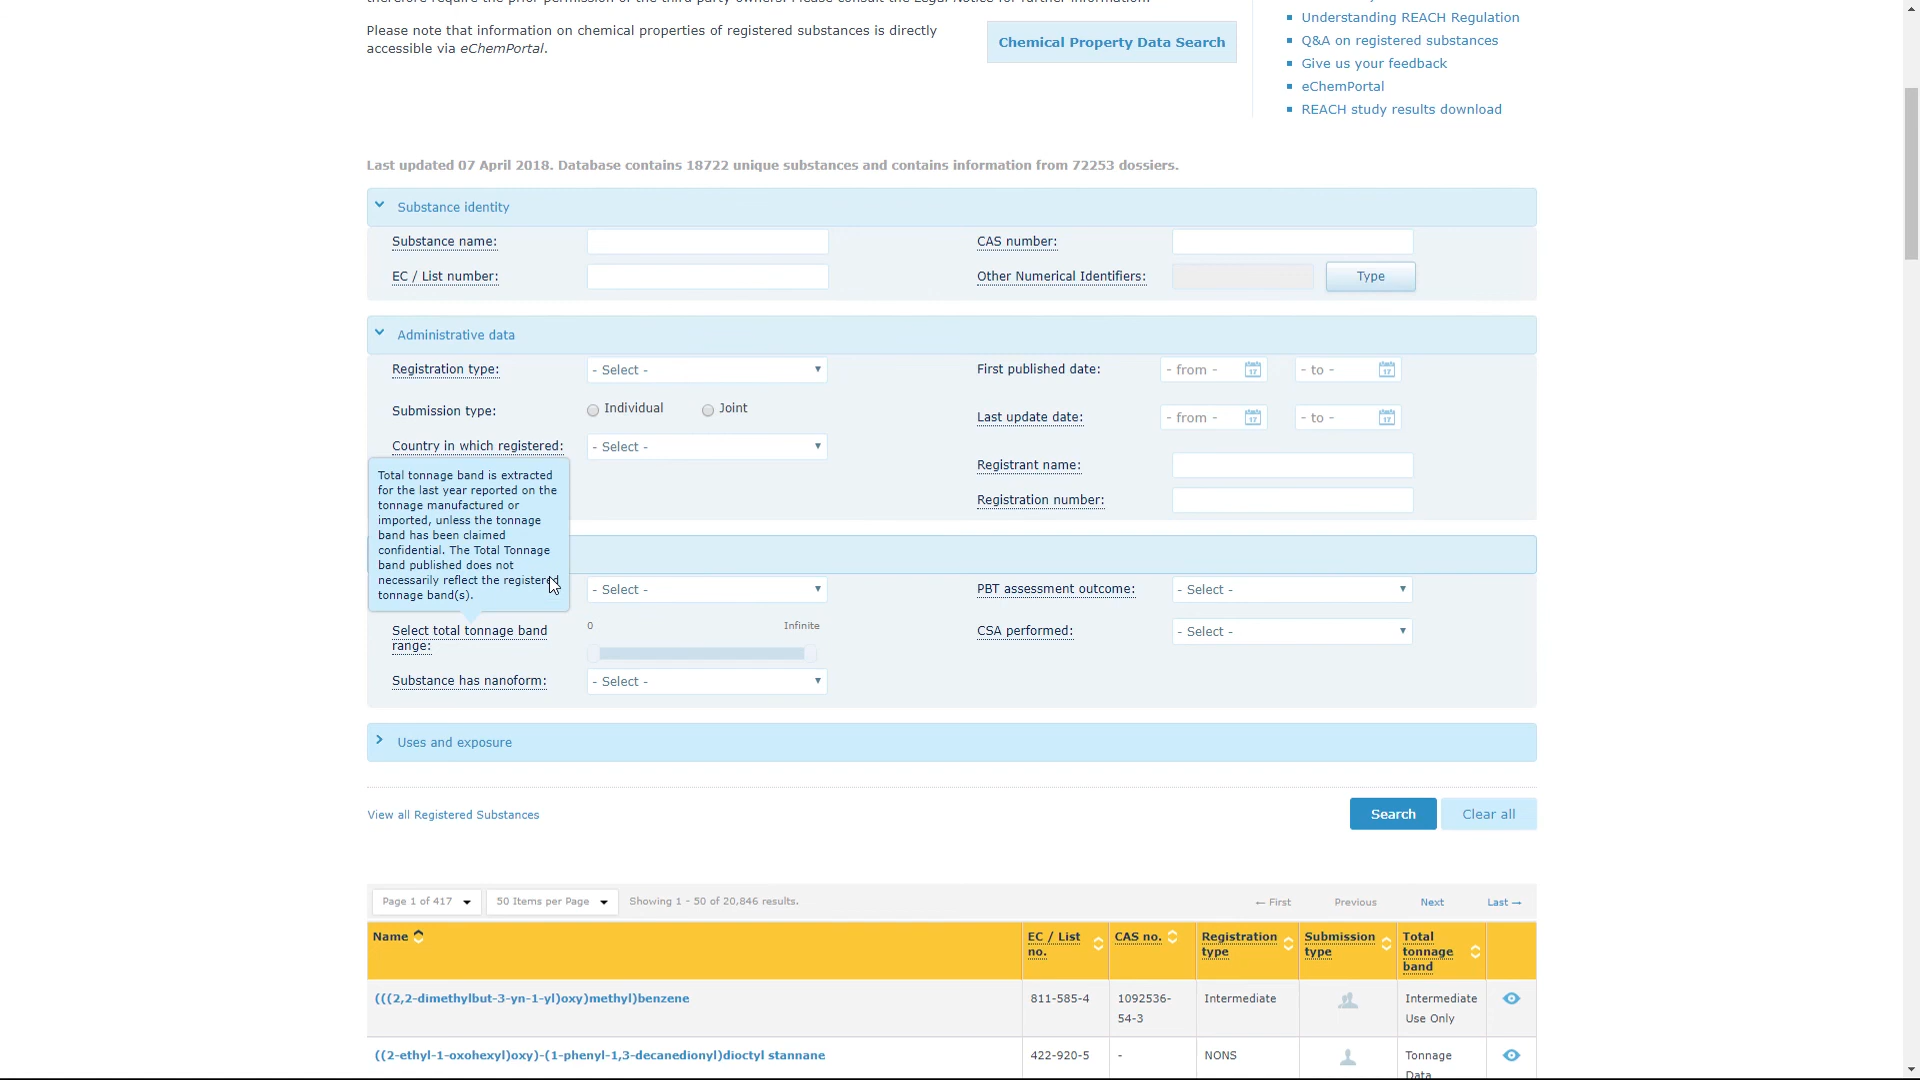 Please note that information on chemical properties of registered substances is directly
accessible via eChemPortal.
Chemical Property Data Search
Understanding REACH Regulation
Q&A on registered substances
Give us your feedback
eChemPortal
REACH study results download
Last updated 07 April 2018. Database contains 18722 unique substances and contains information from 72253 dossiers.
Substance identity
Substance name:
CAS number:
EC / List number:
Other Numerical Identifiers:
Type
Administrative data
Registration type:
- Select -
First published date:
- from -
- to -
Submission type:
Individual
Joint
Last update date:
- from -
- to -
Country in which registered:
- Select -
Registrant name:
Registration number:
Total tonnage band is extracted
for the last year reported on the
tonnage manufactured or
imported, unless the tonnage
band has been claimed
confidential. The Total Tonnage
band published does not
necessarily reflect the registered
tonnage band(s).
- Select -
PBT assessment outcome:
- Select -
Select total tonnage band
range:
0
Infinite
CSA performed:
- Select -
Substance has nanoform:
- Select -
Uses and exposure
View all Registered Substances
Search
Clear all
Page 1 of 417
50 Items per Page
Showing 1 - 50 of 20,846 results.
← First
Previous
Next
Last →
Name
EC / List
no.
CAS no.
Registration
type
Submission
type
Total
tonnage
band
(((2,2-dimethylbut-3-yn-1-yl)oxy)methyl)benzene
811-585-4
1092536-
54-3
Intermediate
Intermediate
Use Only
((2-ethyl-1-oxohexyl)oxy)-(1-phenyl-1,3-decanedionyl)dioctyl stannane
422-920-5
-
NONS
Tonnage
Data